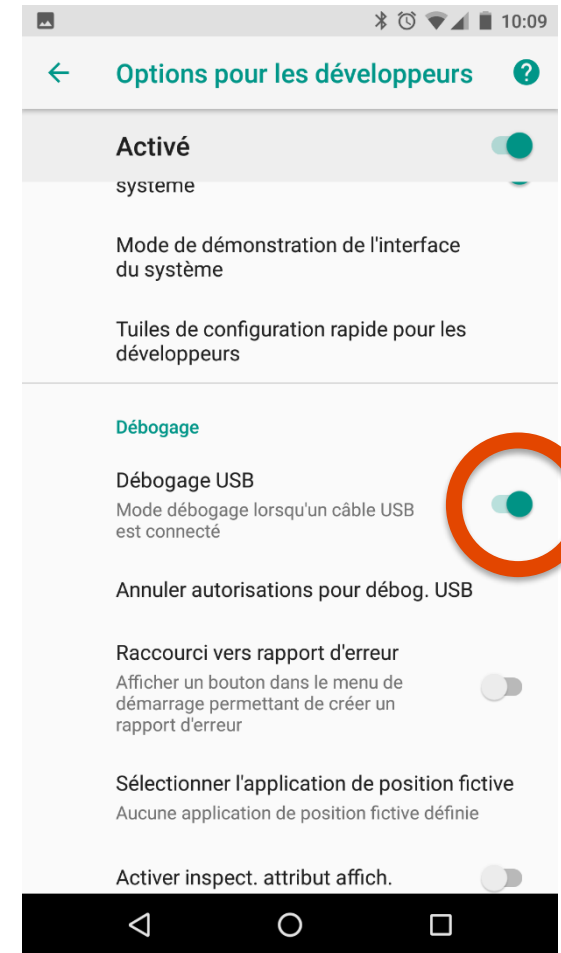 10:09
Options pour les développeurs
Activé
système
Mode de démonstration de l'interface
du système
Tuiles de configuration rapide pour les
développeurs
Débogage
Débogage USB
Mode débogage lorsqu'un câble USB
est connecté
Annuler autorisations pour débog. USB
Raccourci vers rapport d'erreur
Afficher un bouton dans le menu de
démarrage permettant de créer un
rapport d'erreur
Sélectionner l'application de position fictive
Aucune application de position fictive définie
Activer inspect. attribut affich.